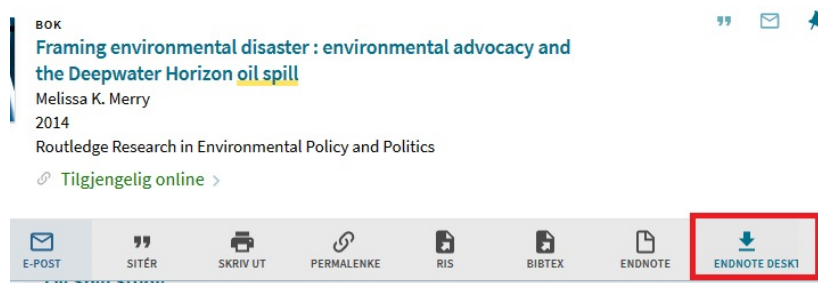 BOK
Framing environmental disaster : environmental advocacy and
the Deepwater Horizon oil spill
Melissa K. Merry
2014
Routledge Research in Environmental Policy and Politics
Tilgjengelig online >
E-POST SITÉR SKRIV UT PERMALENKE RIS BIBTEX ENDNOTE ENDNOTE DESKT